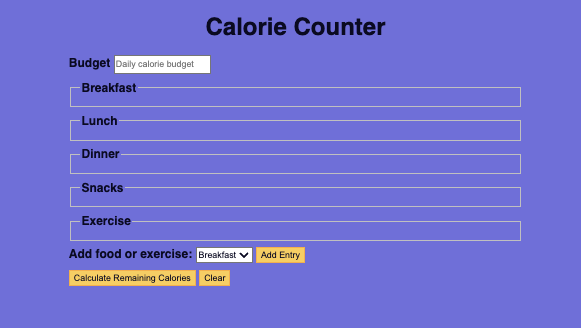 Calorie Counter
Budget Daily calorie budget
Breakfast
Lunch
Dinner
Snacks
Exercise
Add food or exercise: Breakfast Add Entry
Calculate Remaining Calories Clear